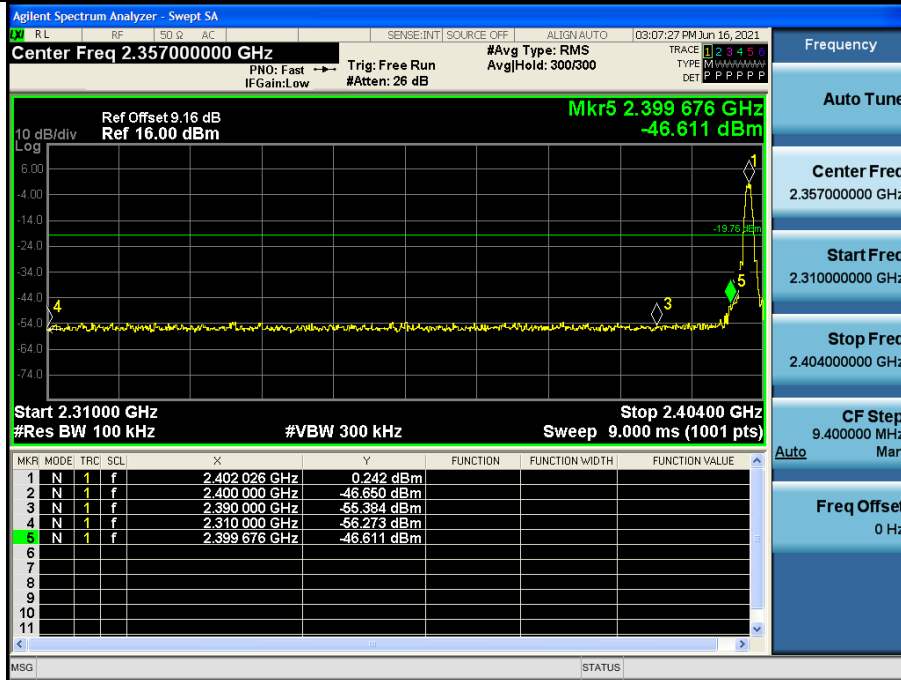 Agilent Spectrum Analyzer - Swept SA
LXI RL RF 50 Ω AC SENSE:INT SOURCE OFF ALIGN AUTO 03:07:27 PM Jun 16, 2021
Center Freq 2.357000000 GHz
PNO: Fast
IFGain:Low
Trig: Free Run
#Atten: 26 dB
#Avg Type: RMS
Avg|Hold: 300/300
TRACE 1 2 3 4 5 6
TYPE M W W W W W
DET P P P P P P
Frequency
Auto Tune
Center Freq
2.357000000 GHz
Start Freq
2.310000000 GHz
Stop Freq
2.404000000 GHz
CF Step
9.400000 MHz
Auto Man
Freq Offset
0 Hz
Mkr5 2.399 676 GHz
-46.611 dBm
Ref Offset 9.16 dB
10 dB/div Ref 16.00 dBm
Log
6.00
-4.00
-14.0
-24.0
-34.0
-44.0
-54.0
-64.0
-74.0
1
-19.76 dBm
5
3
4
Start 2.31000 GHz Stop 2.40400 GHz
#Res BW 100 kHz #VBW 300 kHz Sweep 9.000 ms (1001 pts)
MKR MODE TRC SCL X Y FUNCTION FUNCTION WIDTH FUNCTION VALUE
1 N 1 f 2.402 026 GHz 0.242 dBm
2 N 1 f 2.400 000 GHz -46.650 dBm
3 N 1 f 2.390 000 GHz -55.384 dBm
4 N 1 f 2.310 000 GHz -56.273 dBm
5 N 1 f 2.399 676 GHz -46.611 dBm
6
7
8
9
10
11
MSG STATUS